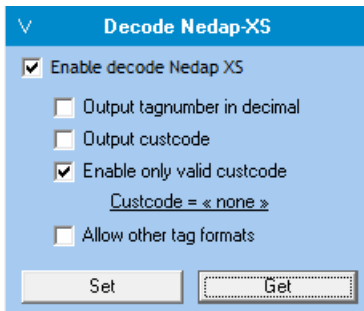 Decode Nedap-XS
Enable decode Nedap XS
Output tagnumber in decimal
Output custcode
Enable only valid custcode
Custcode = « none »
Allow other tag formats
Set Get